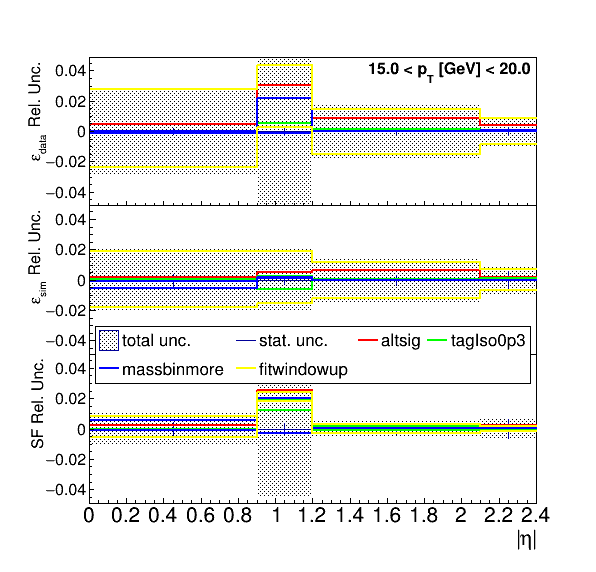 15.0 < p_T [GeV] < 20.0
ε_data Rel. Unc.
0.04
0.02
0
−0.02
−0.04
ε_sim Rel. Unc.
0.04
0.02
0
−0.02
−0.04
total unc. stat. unc. altsig tagIso0p3
massbinmore fitwindowup
SF Rel. Unc.
0.04
0.02
0
−0.02
−0.04
0 0.2 0.4 0.6 0.8 1 1.2 1.4 1.6 1.8 2 2.2 2.4
|η|